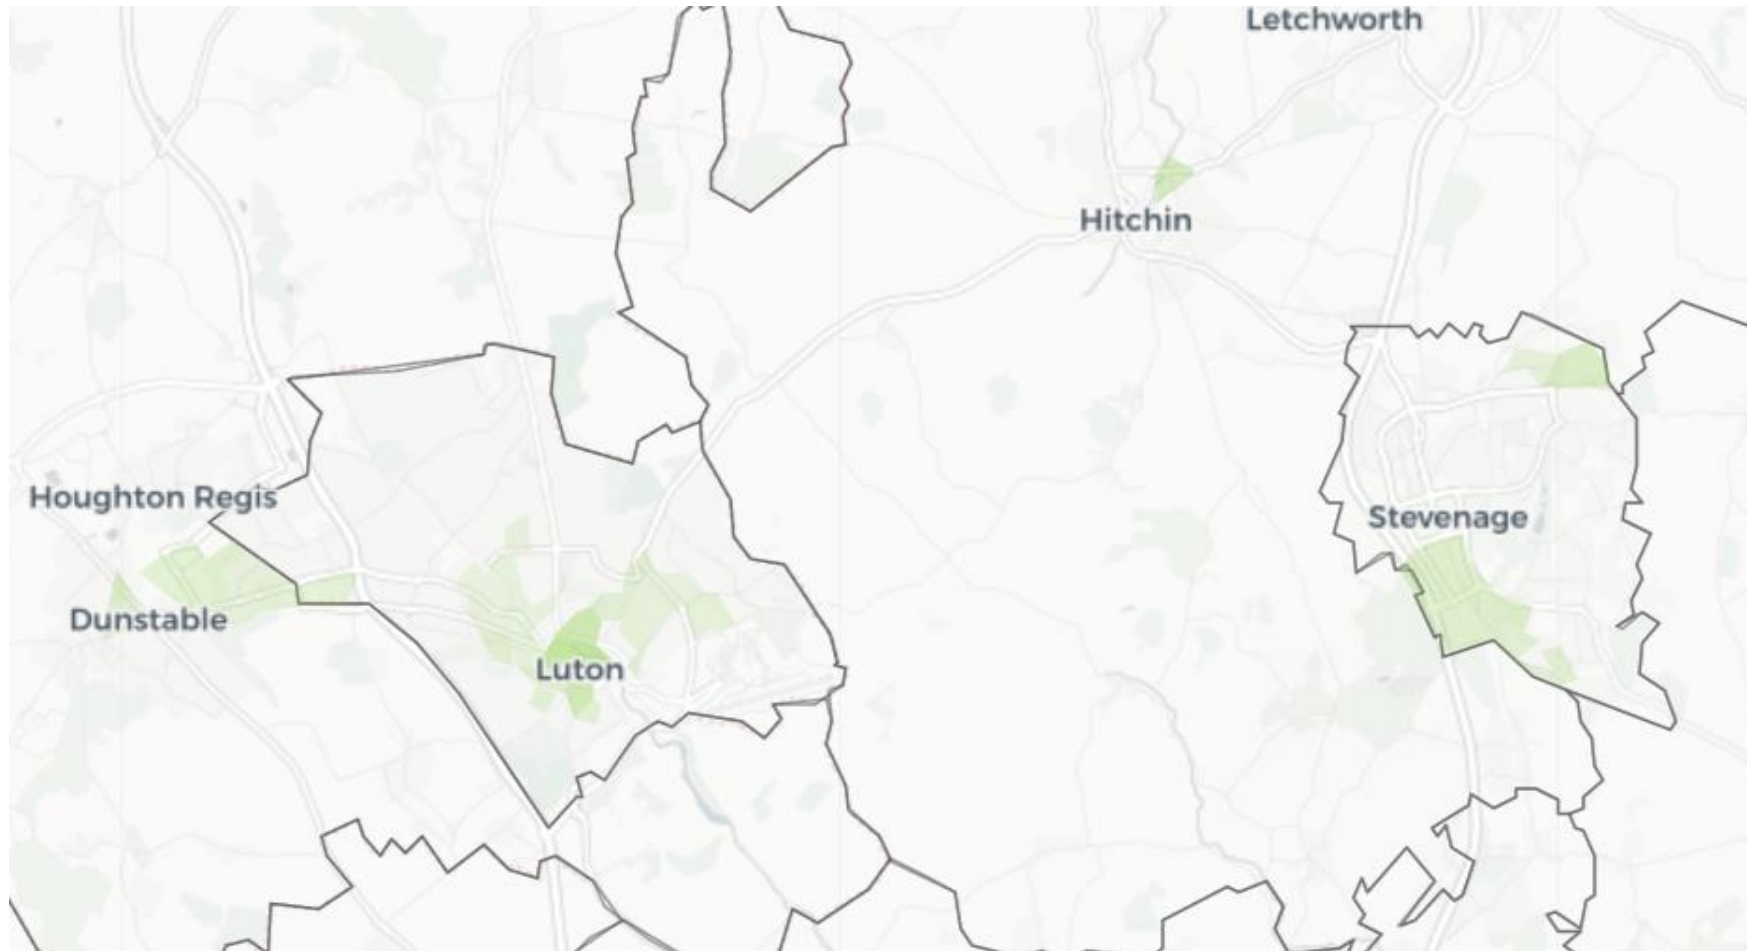 Letchworth
Hitchin
Houghton Regis
Stevenage
Dunstable
Luton